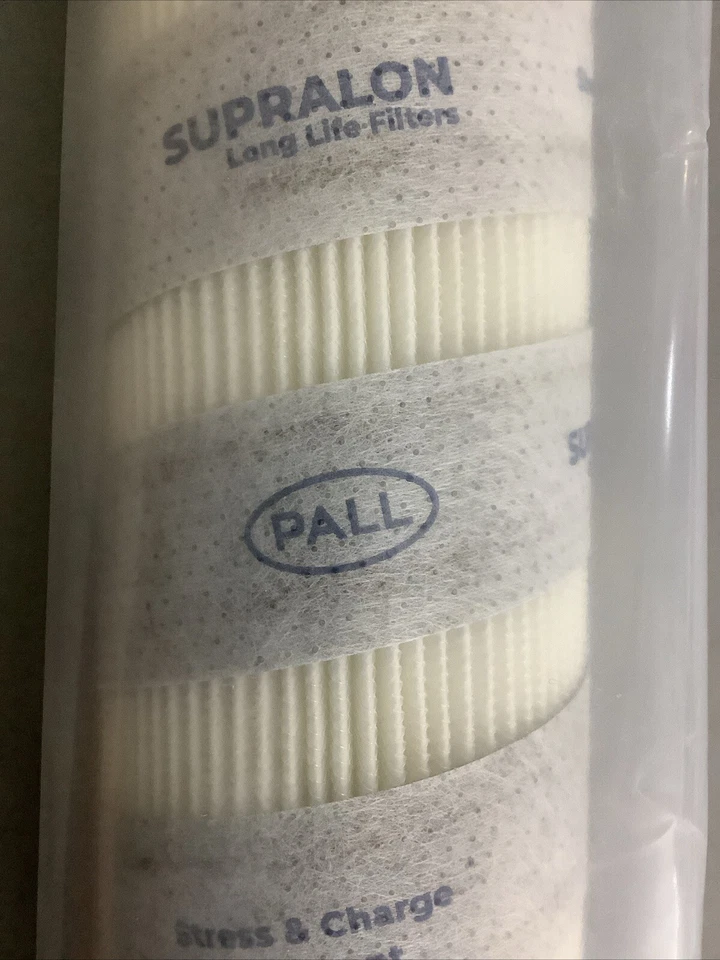 SUPRALON
Long Life Filters
PALL
Stress & Charge